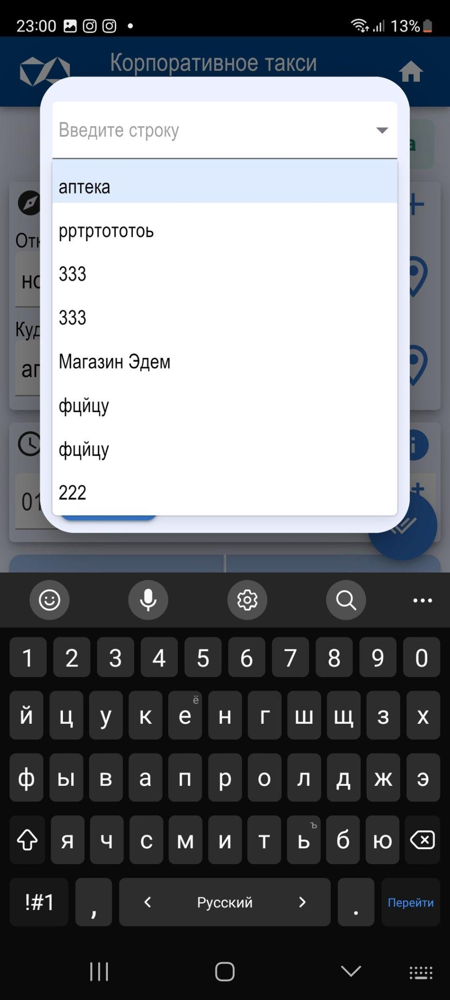 23:00
13%
Корпоративное такси
Введите строку
аптека
рртртототоь
333
333
Магазин Эдем
фцйцу
фцйцу
222
Отк
но
Куд
ап
01
1 2 3 4 5 6 7 8 9 0
й ц у к е ё н г ш щ з х
ф ы в а п р о л д ж э
я ч с м и т ь ъ б ю
!#1 , < Русский > . Перейти